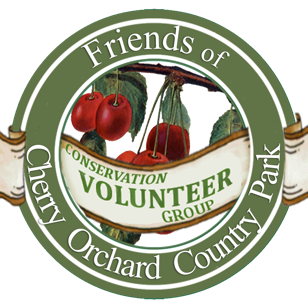 Friends of
CONSERVATION
VOLUNTEER
GROUP
Cherry Orchard Country Park